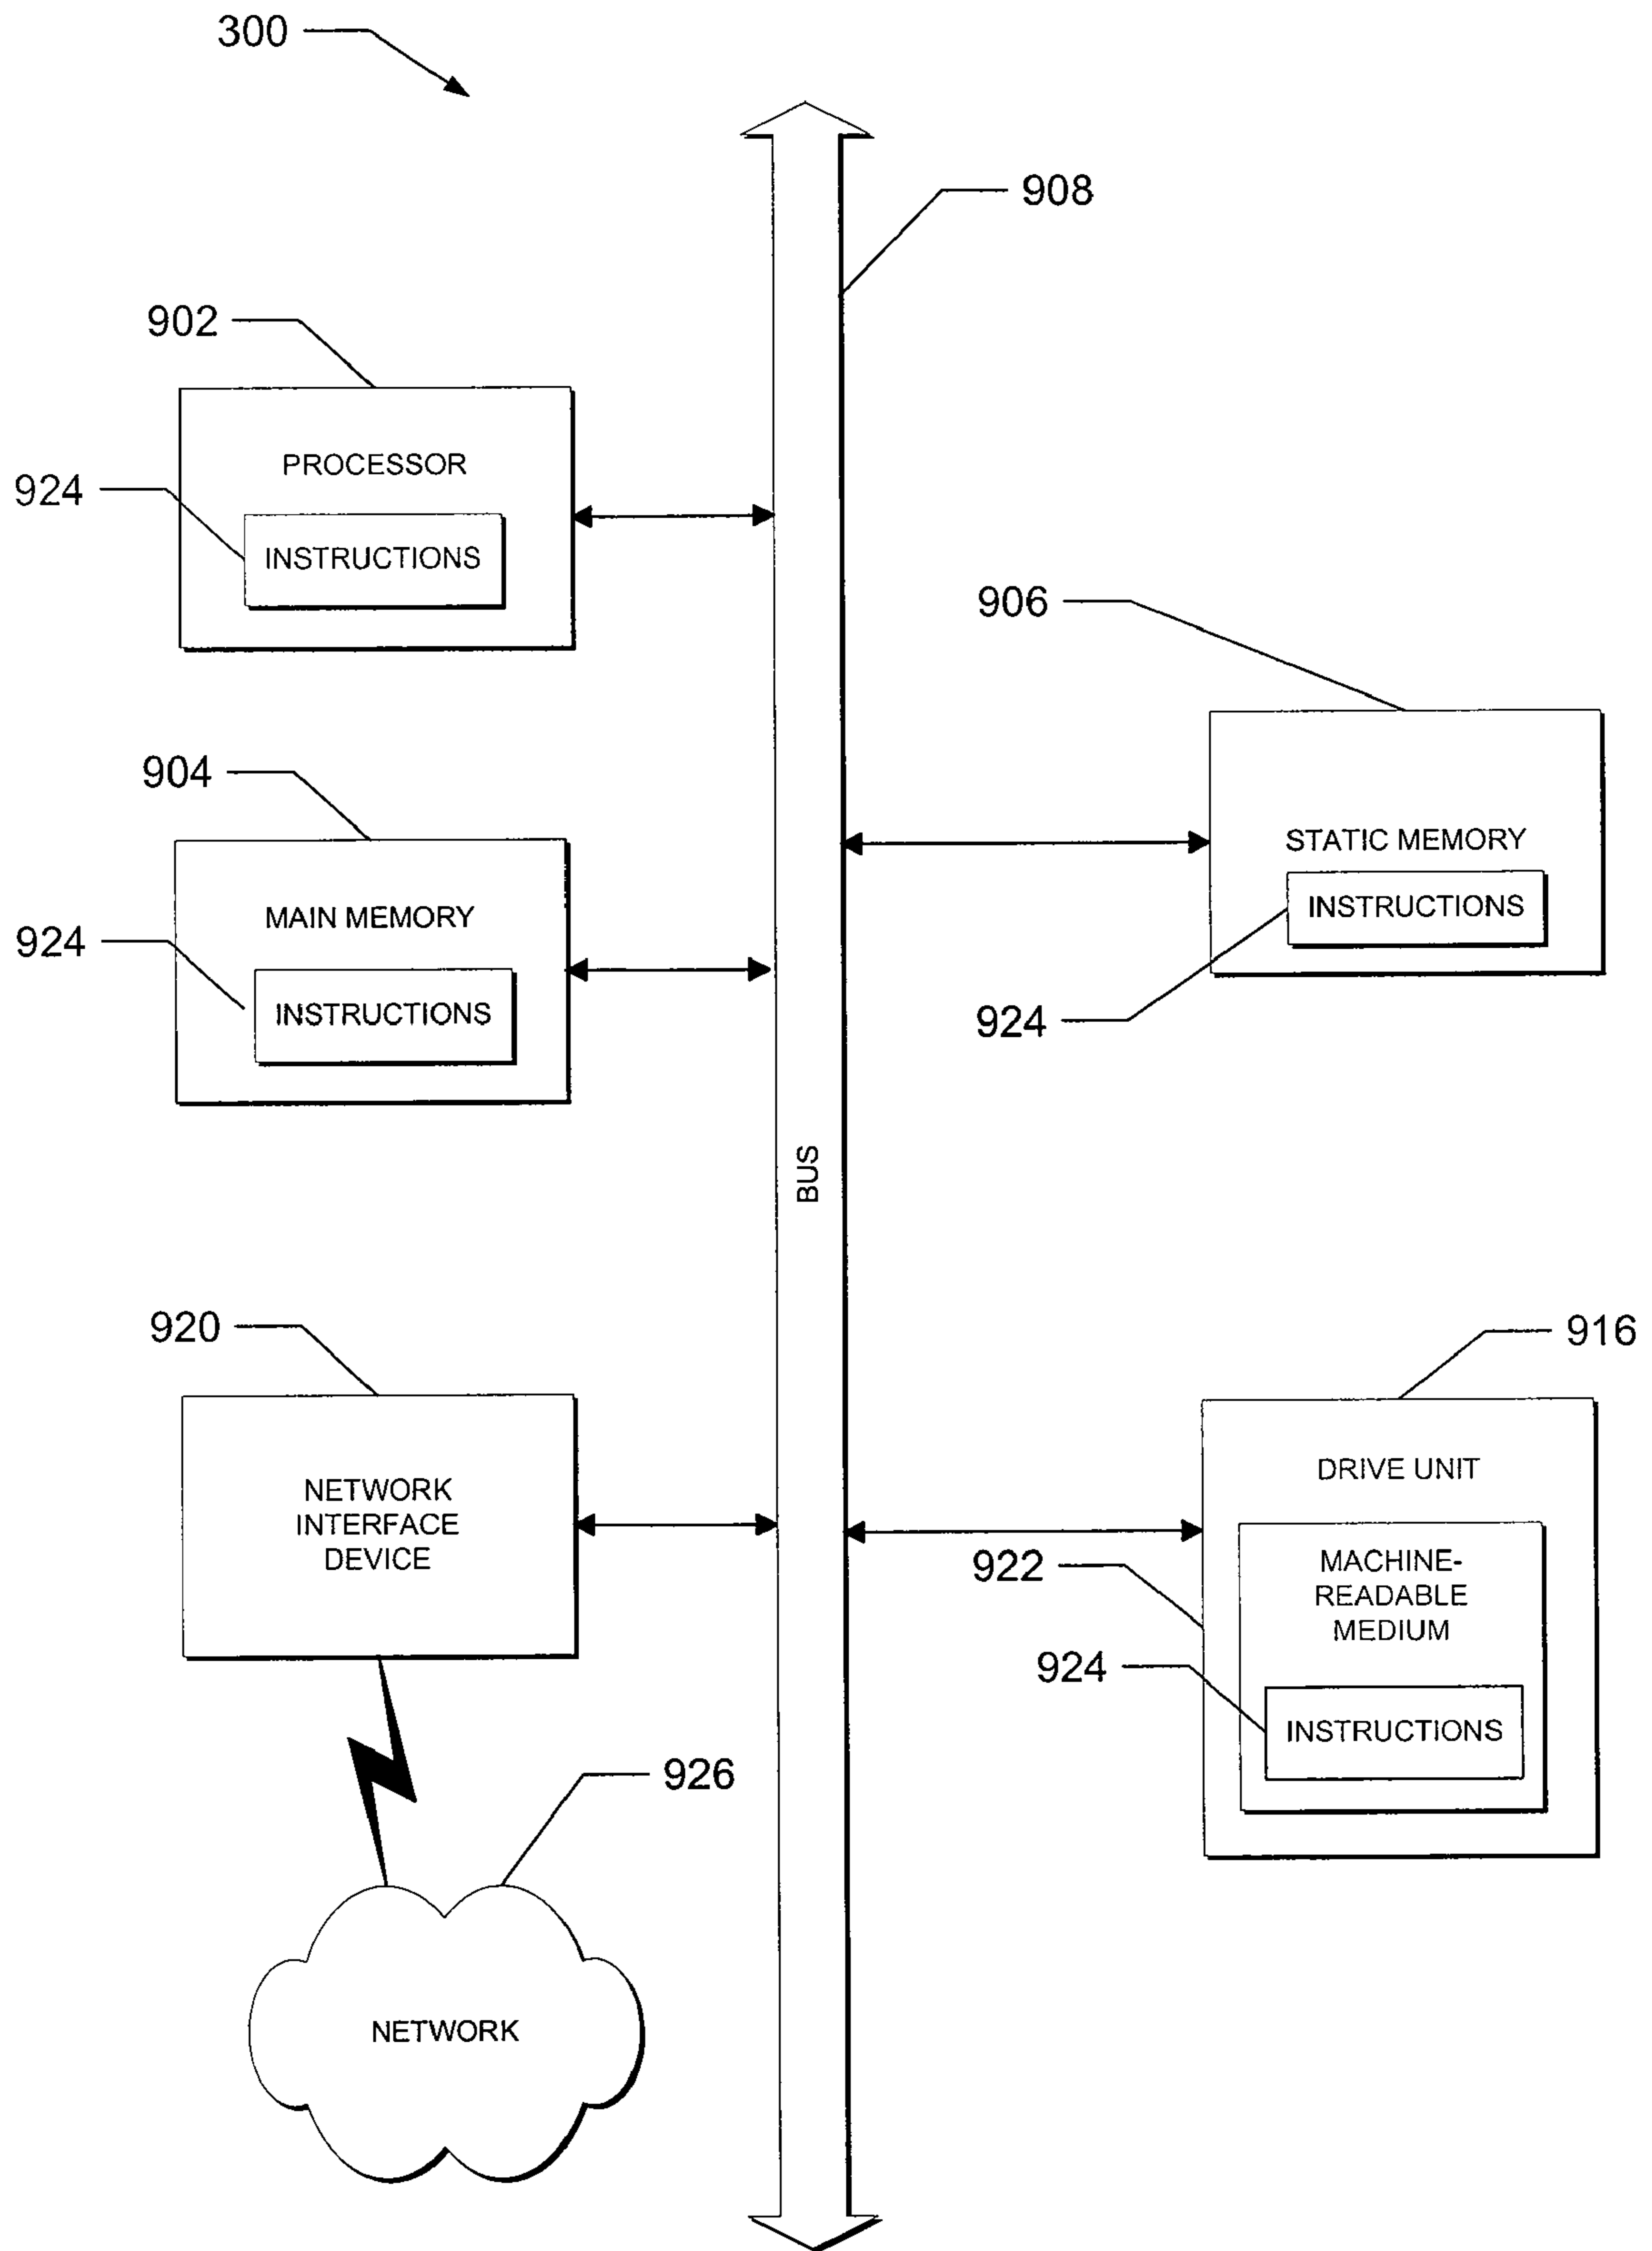 300
908
902
PROCESSOR
924
INSTRUCTIONS
906
STATIC MEMORY
INSTRUCTIONS
924
904
MAIN MEMORY
924
INSTRUCTIONS
BUS
920
NETWORK
INTERFACE
DEVICE
916
DRIVE UNIT
922
MACHINE-
READABLE
MEDIUM
924
INSTRUCTIONS
926
NETWORK